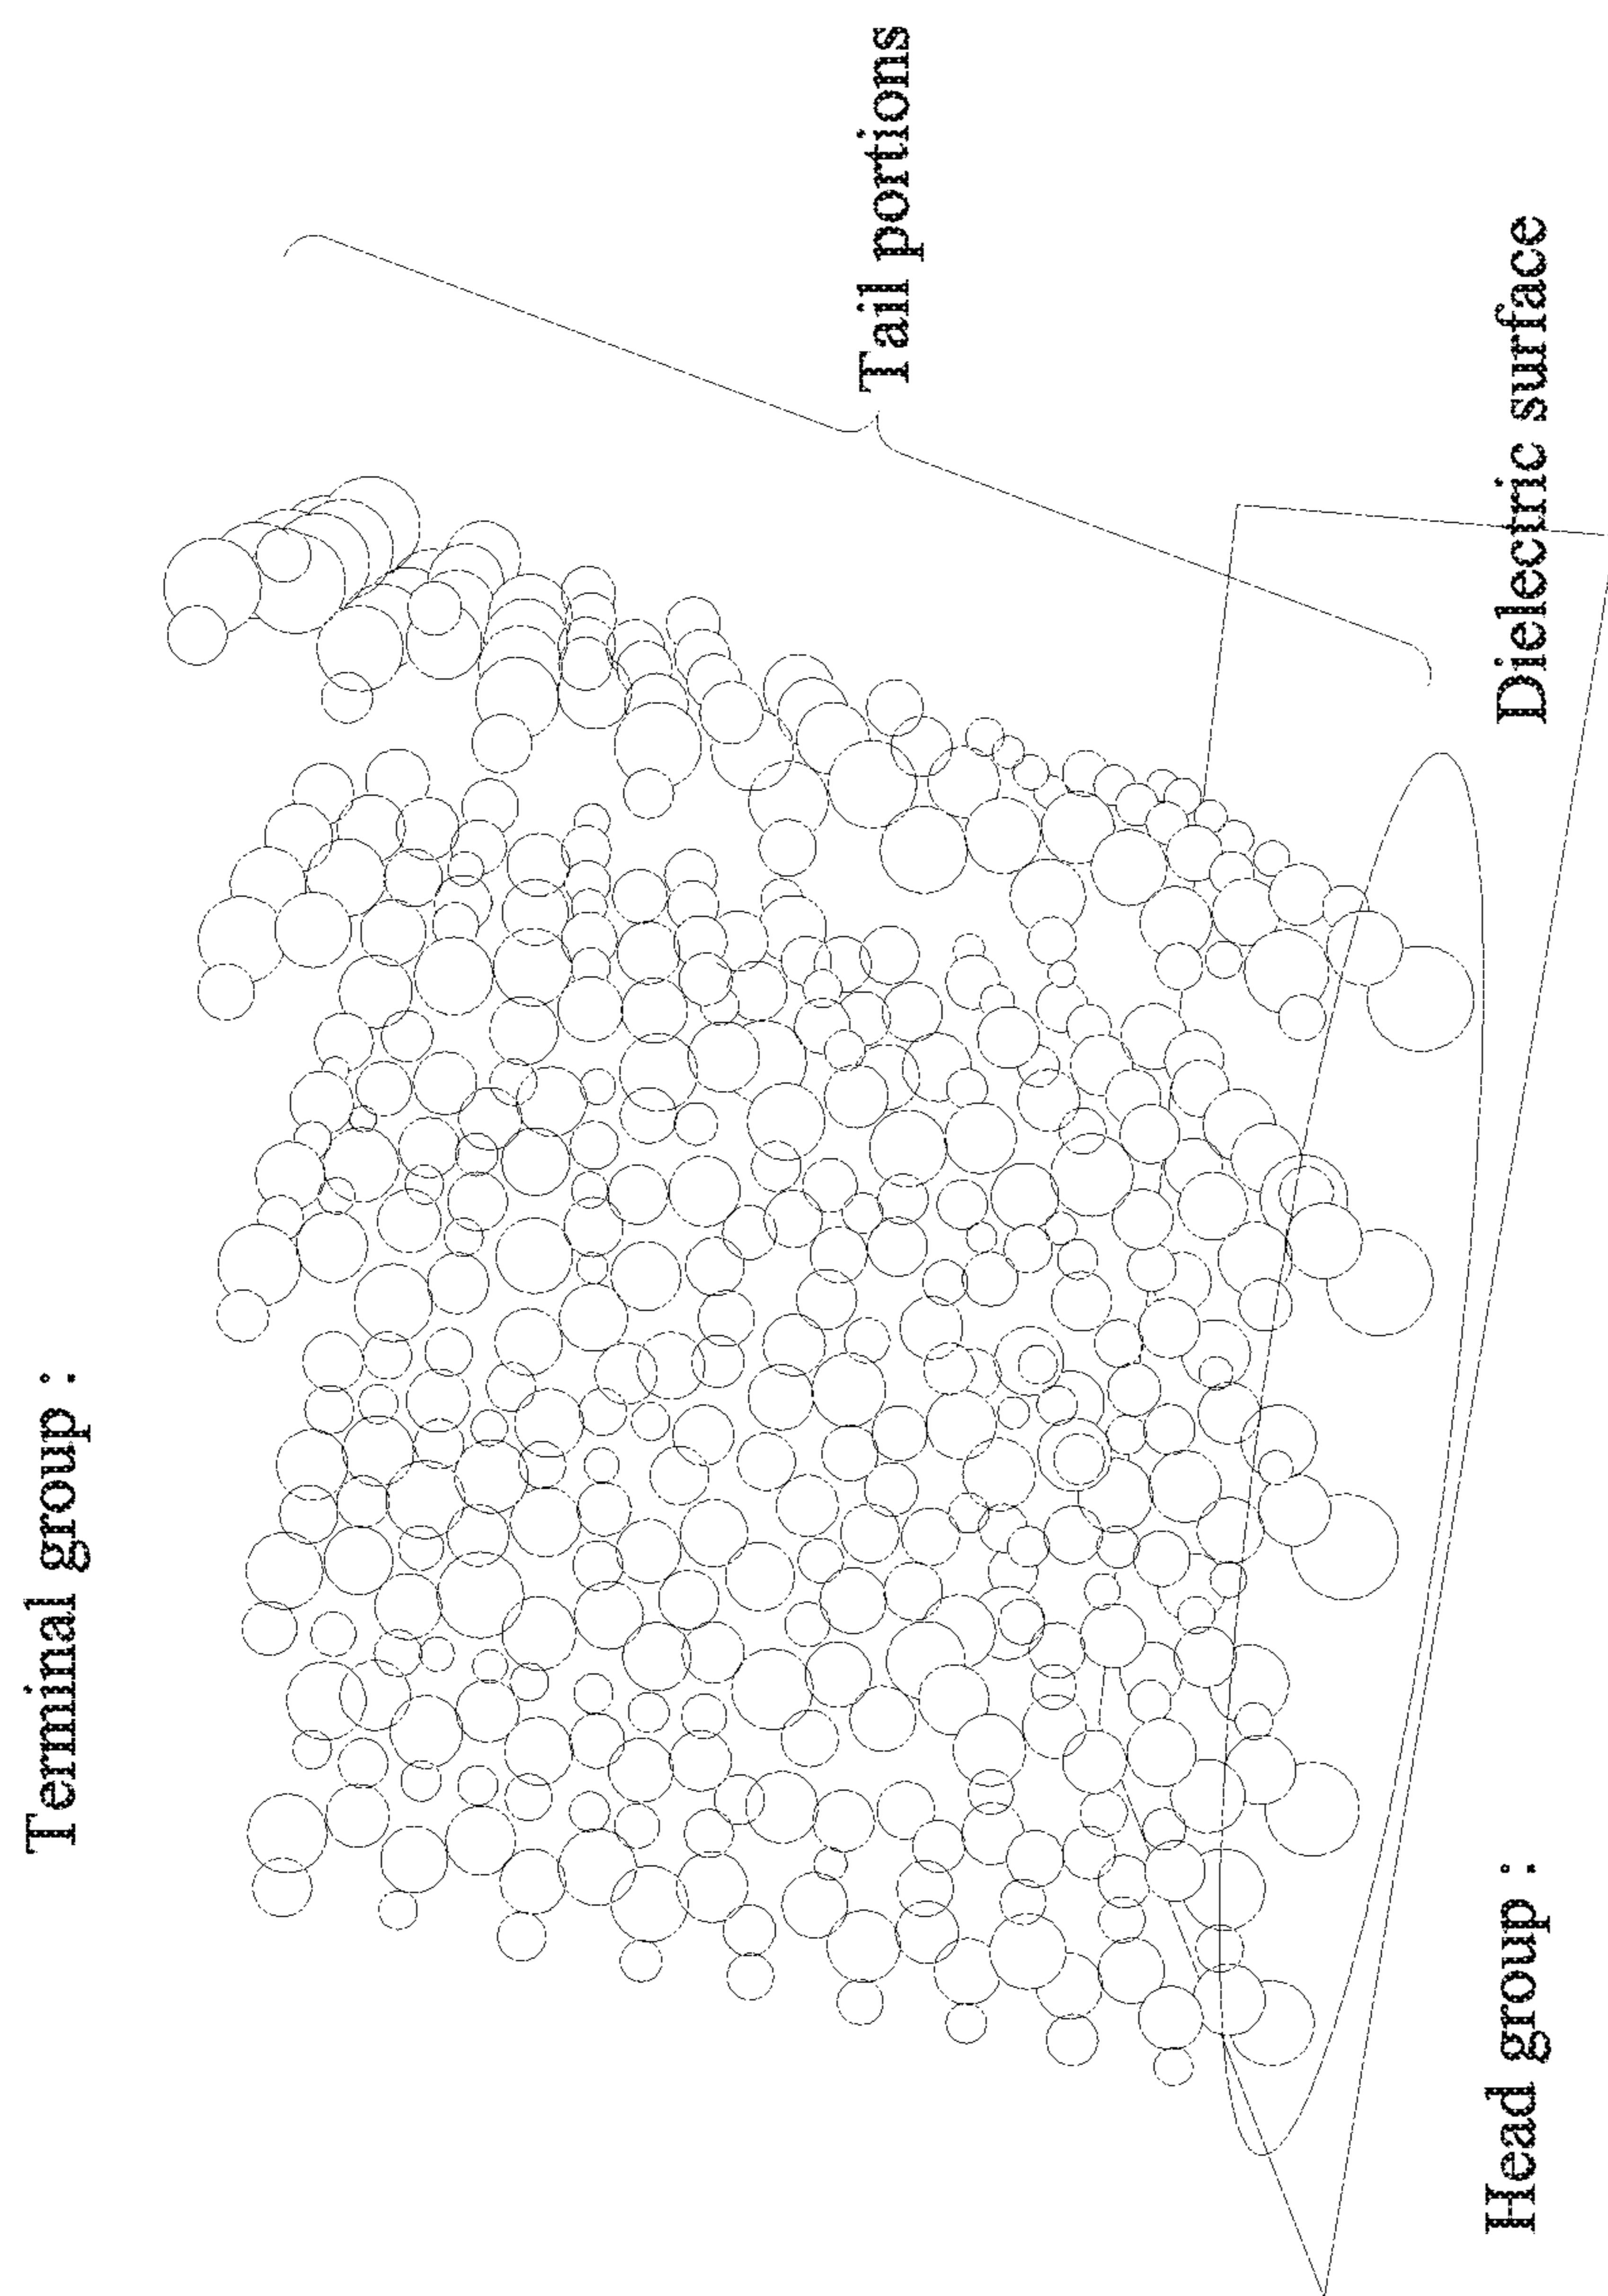 Terminal group :
Tail portions
Dielectric surface
Head group :